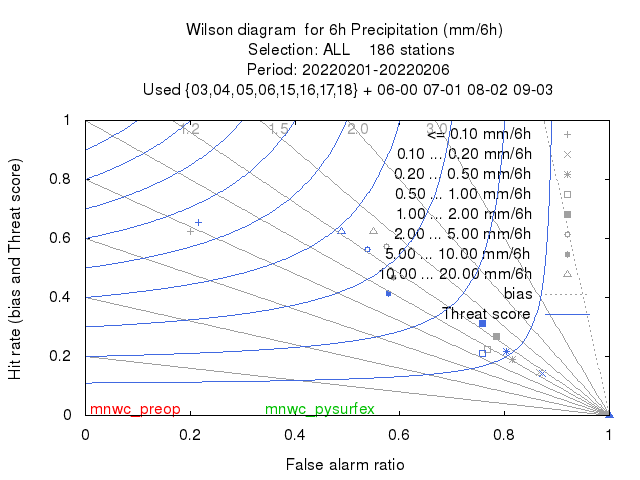 Wilson diagram  for 6h Precipitation (mm/6h)
Selection: ALL    186 stations
Period: 20220201-20220206
Used {03,04,05,06,15,16,17,18} + 06-00 07-01 08-02 09-03
1.2 1.5 2.0 3.0
<= 0.10 mm/6h
0.10 ... 0.20 mm/6h
0.20 ... 0.50 mm/6h
0.50 ... 1.00 mm/6h
1.00 ... 2.00 mm/6h
2.00 ... 5.00 mm/6h
5.00 ... 10.00 mm/6h
10.00 ... 20.00 mm/6h
bias
Threat score
Hit rate (bias and Threat score)
1
0.8
0.6
0.4
0.2
0
mnwc_preop mnwc_pysurfex
0 0.2 0.4 0.6 0.8 1
False alarm ratio